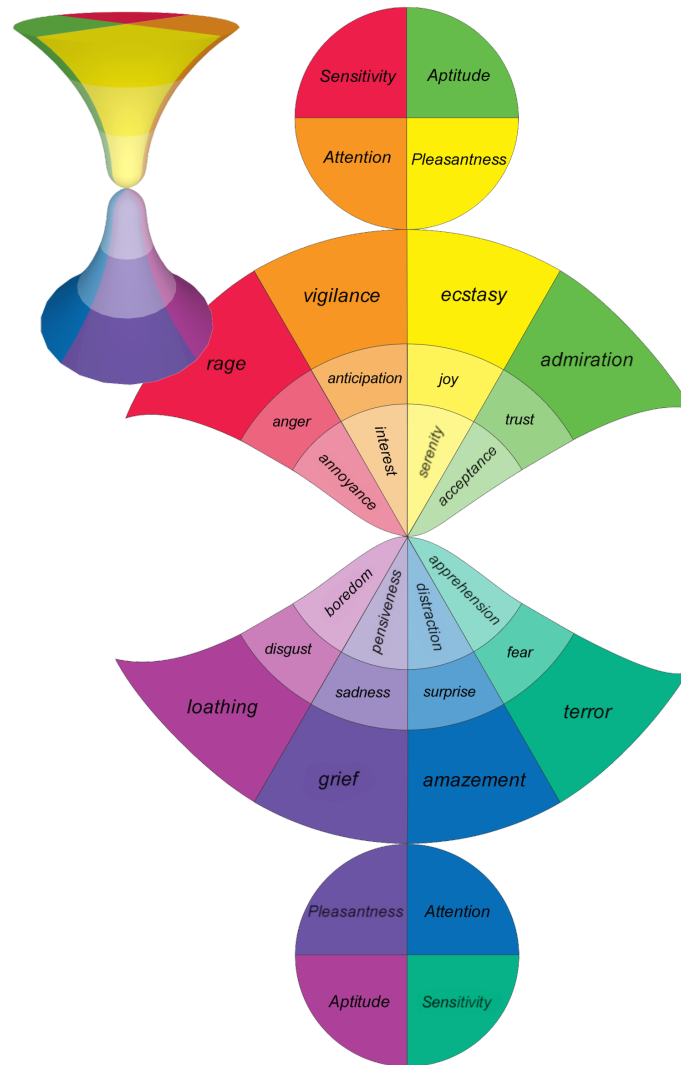 Sensitivity
Aptitude
Attention
Pleasantness
vigilance
ecstasy
rage
admiration
anticipation
joy
anger
trust
interest
serenity
annoyance
acceptance
boredom
pensiveness
distraction
apprehension
disgust
fear
sadness
surprise
loathing
terror
grief
amazement
Pleasantness
Attention
Aptitude
Sensitivity